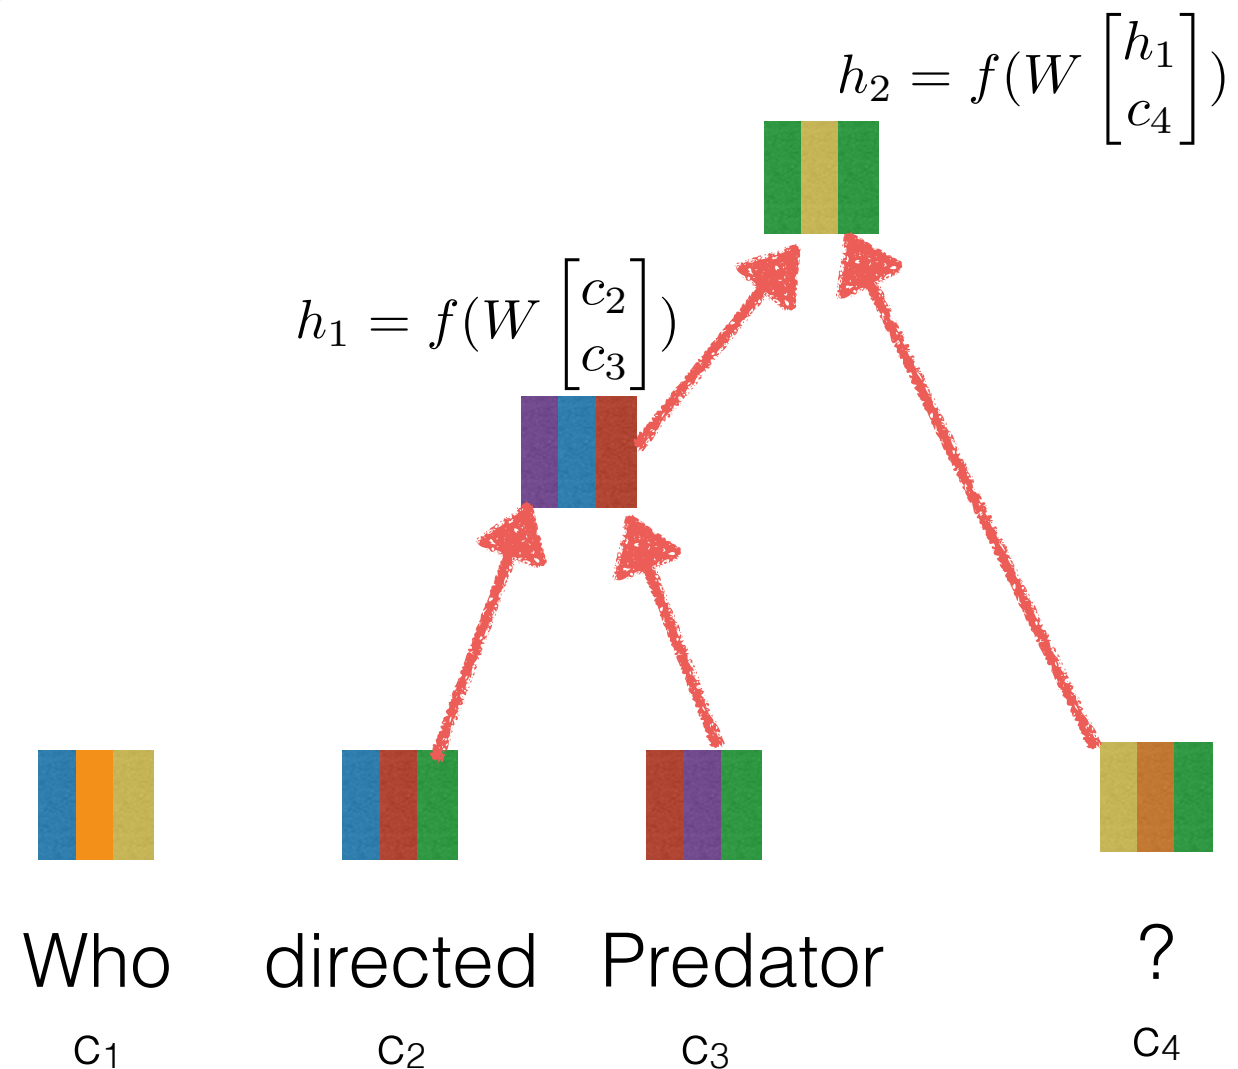 h₂ = f(W [h₁ c₄])
h₁ = f(W [c₂ c₃])
Who directed Predator ?
c₁ c₂ c₃ c₄